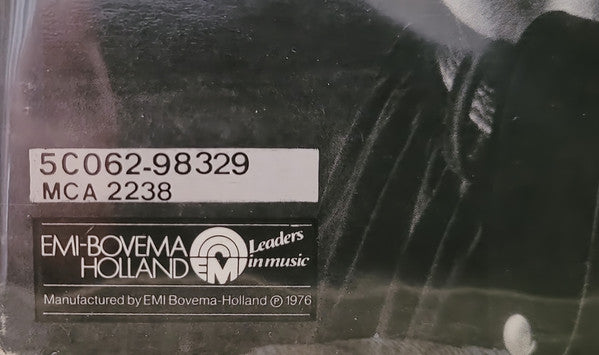 5C062-98329
MCA 2238
EMI-BOVEMA
HOLLAND
EMI
Leaders
in music
Manufactured by EMI Bovema-Holland Ⓟ 1976